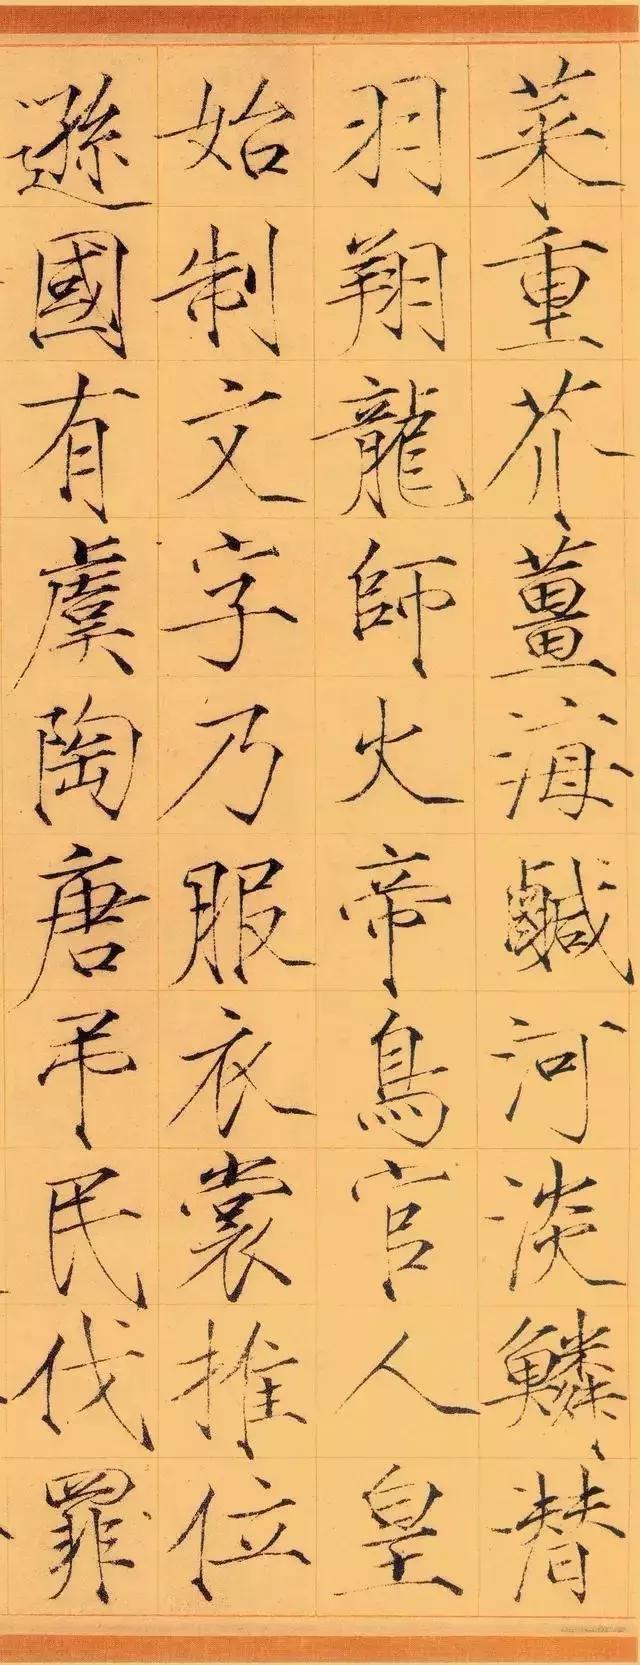 菜重芥薑海鹹河淡鱗潛
羽翔龍師火帝鳥官人皇
始制文字乃服衣裳推位
遜國有虞陶唐弔民伐罪